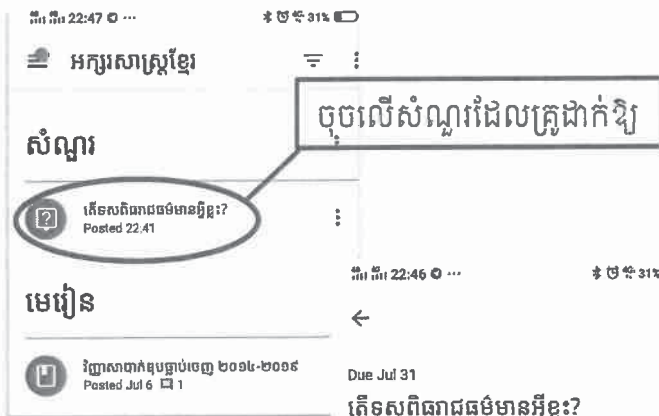 22:47 31%
អក្សរសាស្ត្រខ្មែរ
ចុចលើសំណួរដែលគ្រូដាក់ឱ្យ
សំណួរ
តើទសពិធរាជធម៌មានអ្វីខ្លះ?
Posted 22:41
មេរៀន
វិញ្ញាសាបាក់ឌុបធ្លាប់ចេញ ២០១៤-២០១៩
Posted Jul 6 1
22:46 31%
Due Jul 31
តើទសពិធរាជធម៌មានអ្វីខ្លះ?